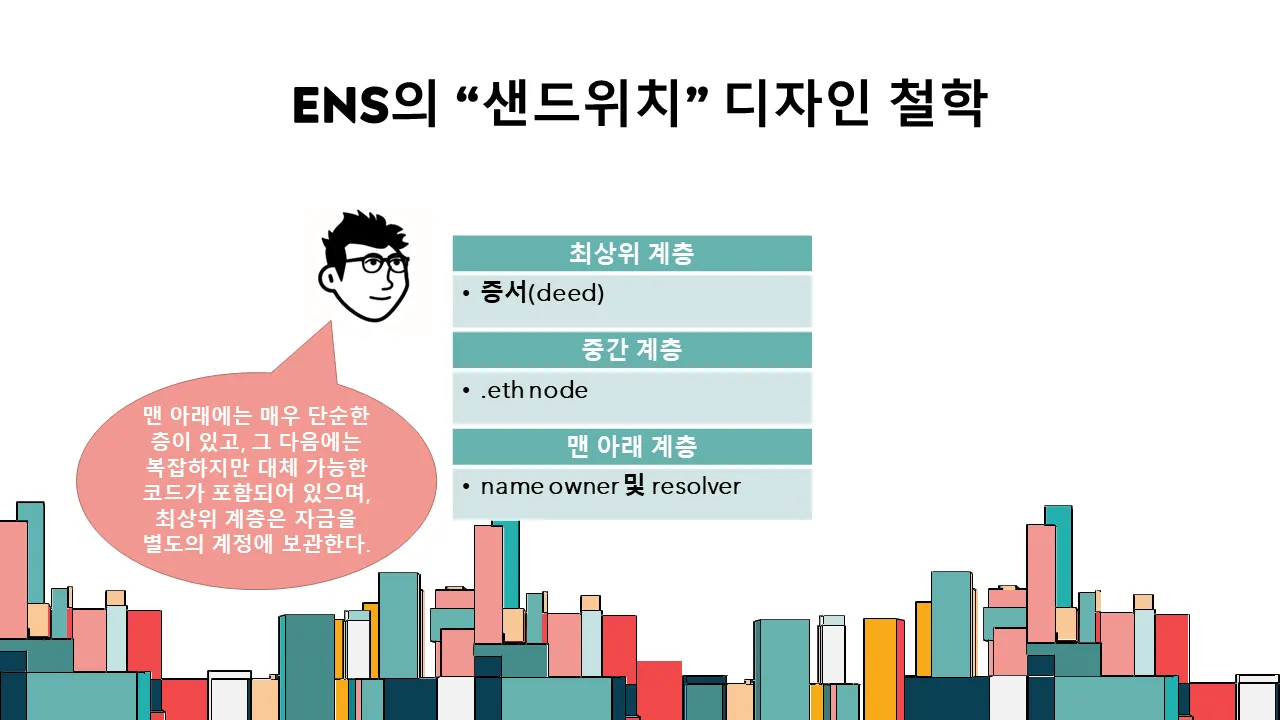 ENS의 “샌드위치” 디자인 철학
최상위 계층
• 증서(deed)
중간 계층
• .eth node
맨 아래 계층
• name owner 및 resolver
맨 아래에는 매우 단순한
층이 있고, 그 다음에는
복잡하지만 대체 가능한
코드가 포함되어 있으며,
최상위 계층은 자금을
별도의 계정에 보관한다.